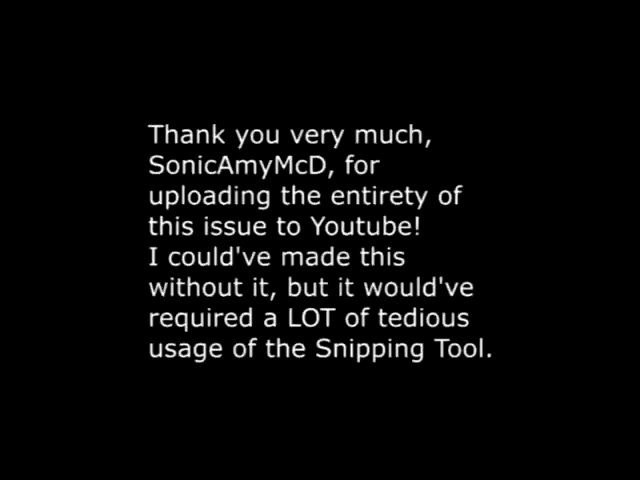 Thank you very much,
SonicAmyMcD, for
uploading the entirety of
this issue to Youtube!
I could've made this
without it, but it would've
required a LOT of tedious
usage of the Snipping Tool.